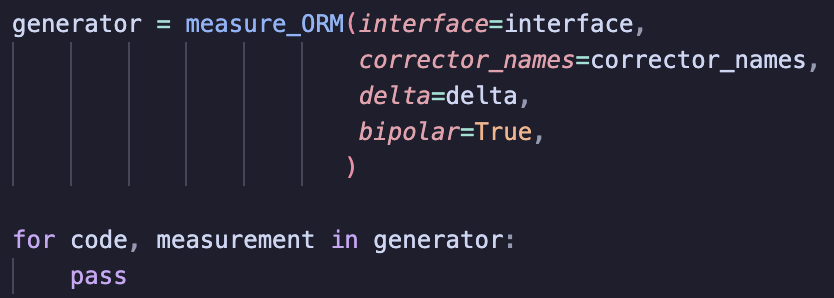 generator = measure_ORM(interface=interface,
                        corrector_names=corrector_names,
                        delta=delta,
                        bipolar=True,
                       )
for code, measurement in generator:
    pass